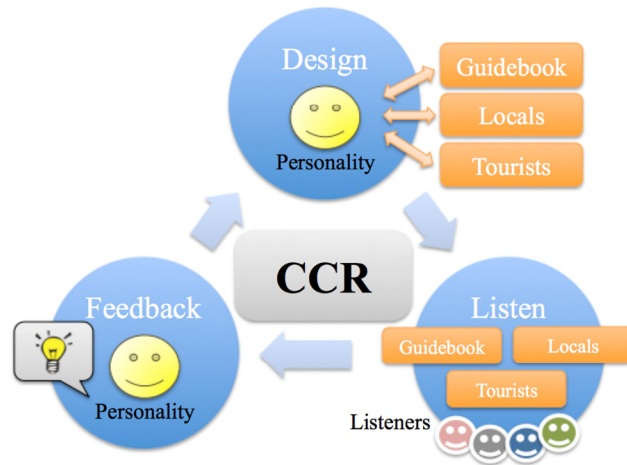 Design
Guidebook
Locals
Tourists
Personality
CCR
Feedback
Personality
Listen
Guidebook
Locals
Tourists
Listeners